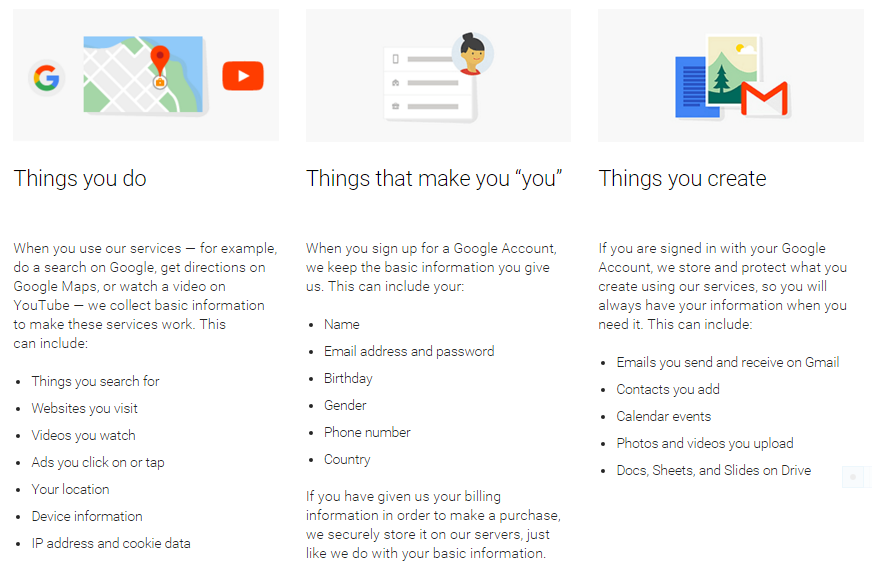 Things you do
When you use our services — for example,
do a search on Google, get directions on
Google Maps, or watch a video on
YouTube — we collect basic information
to make these services work. This
can include:
• Things you search for
• Websites you visit
• Videos you watch
• Ads you click on or tap
• Your location
• Device information
• IP address and cookie data
Things that make you “you”
When you sign up for a Google Account,
we keep the basic information you give
us. This can include your:
• Name
• Email address and password
• Birthday
• Gender
• Phone number
• Country
If you have given us your billing
information in order to make a purchase,
we securely store it on our servers, just
like we do with your basic information.
Things you create
If you are signed in with your Google
Account, we store and protect what you
create using our services, so you will
always have your information when you
need it. This can include:
• Emails you send and receive on Gmail
• Contacts you add
• Calendar events
• Photos and videos you upload
• Docs, Sheets, and Slides on Drive